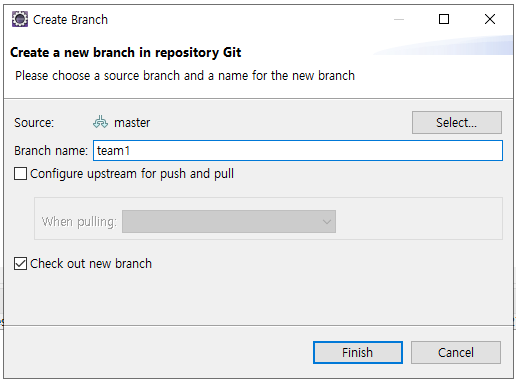 Create Branch
Create a new branch in repository Git
Please choose a source branch and a name for the new branch
Source: master Select...
Branch name: team1
Configure upstream for push and pull
When pulling:
Check out new branch
Finish Cancel